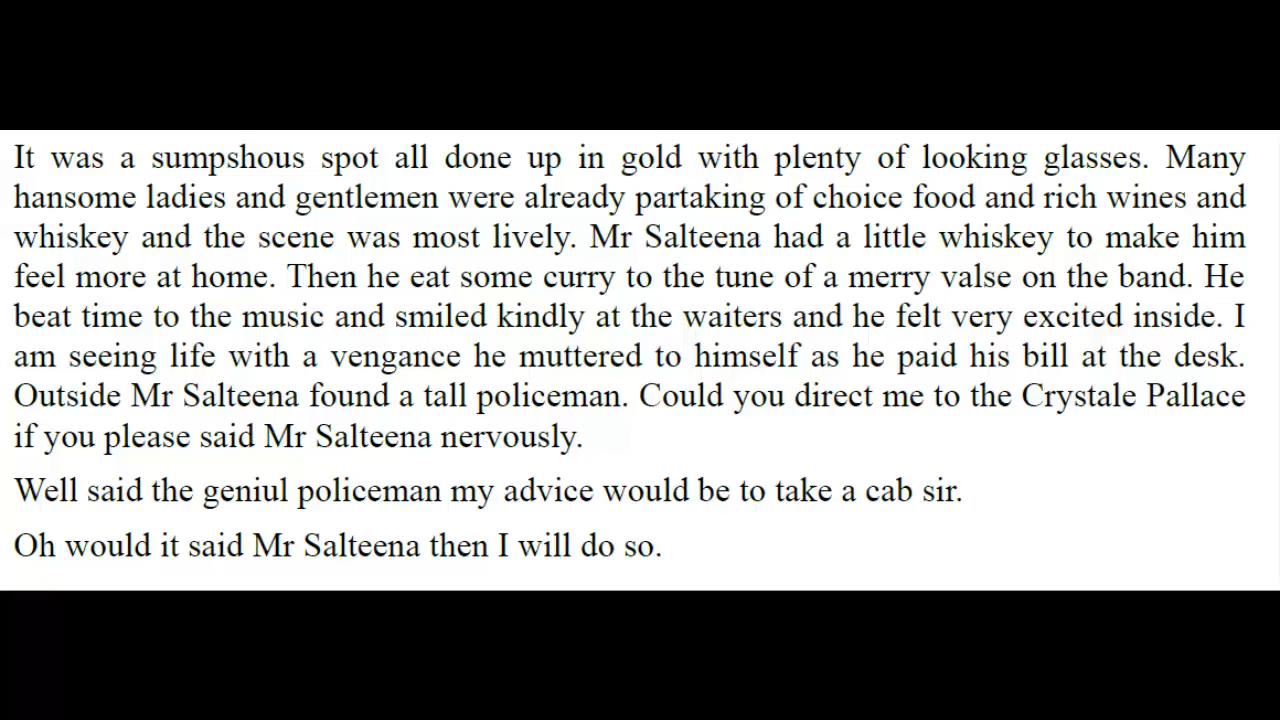 It was a sumpshous spot all done up in gold with plenty of looking glasses. Many
hansome ladies and gentlemen were already partaking of choice food and rich wines and
whiskey and the scene was most lively. Mr Salteena had a little whiskey to make him
feel more at home. Then he eat some curry to the tune of a merry valse on the band. He
beat time to the music and smiled kindly at the waiters and he felt very excited inside. I
am seeing life with a vengance he muttered to himself as he paid his bill at the desk.
Outside Mr Salteena found a tall policeman. Could you direct me to the Crystale Pallace
if you please said Mr Salteena nervously.
Well said the geniul policeman my advice would be to take a cab sir.
Oh would it said Mr Salteena then I will do so.